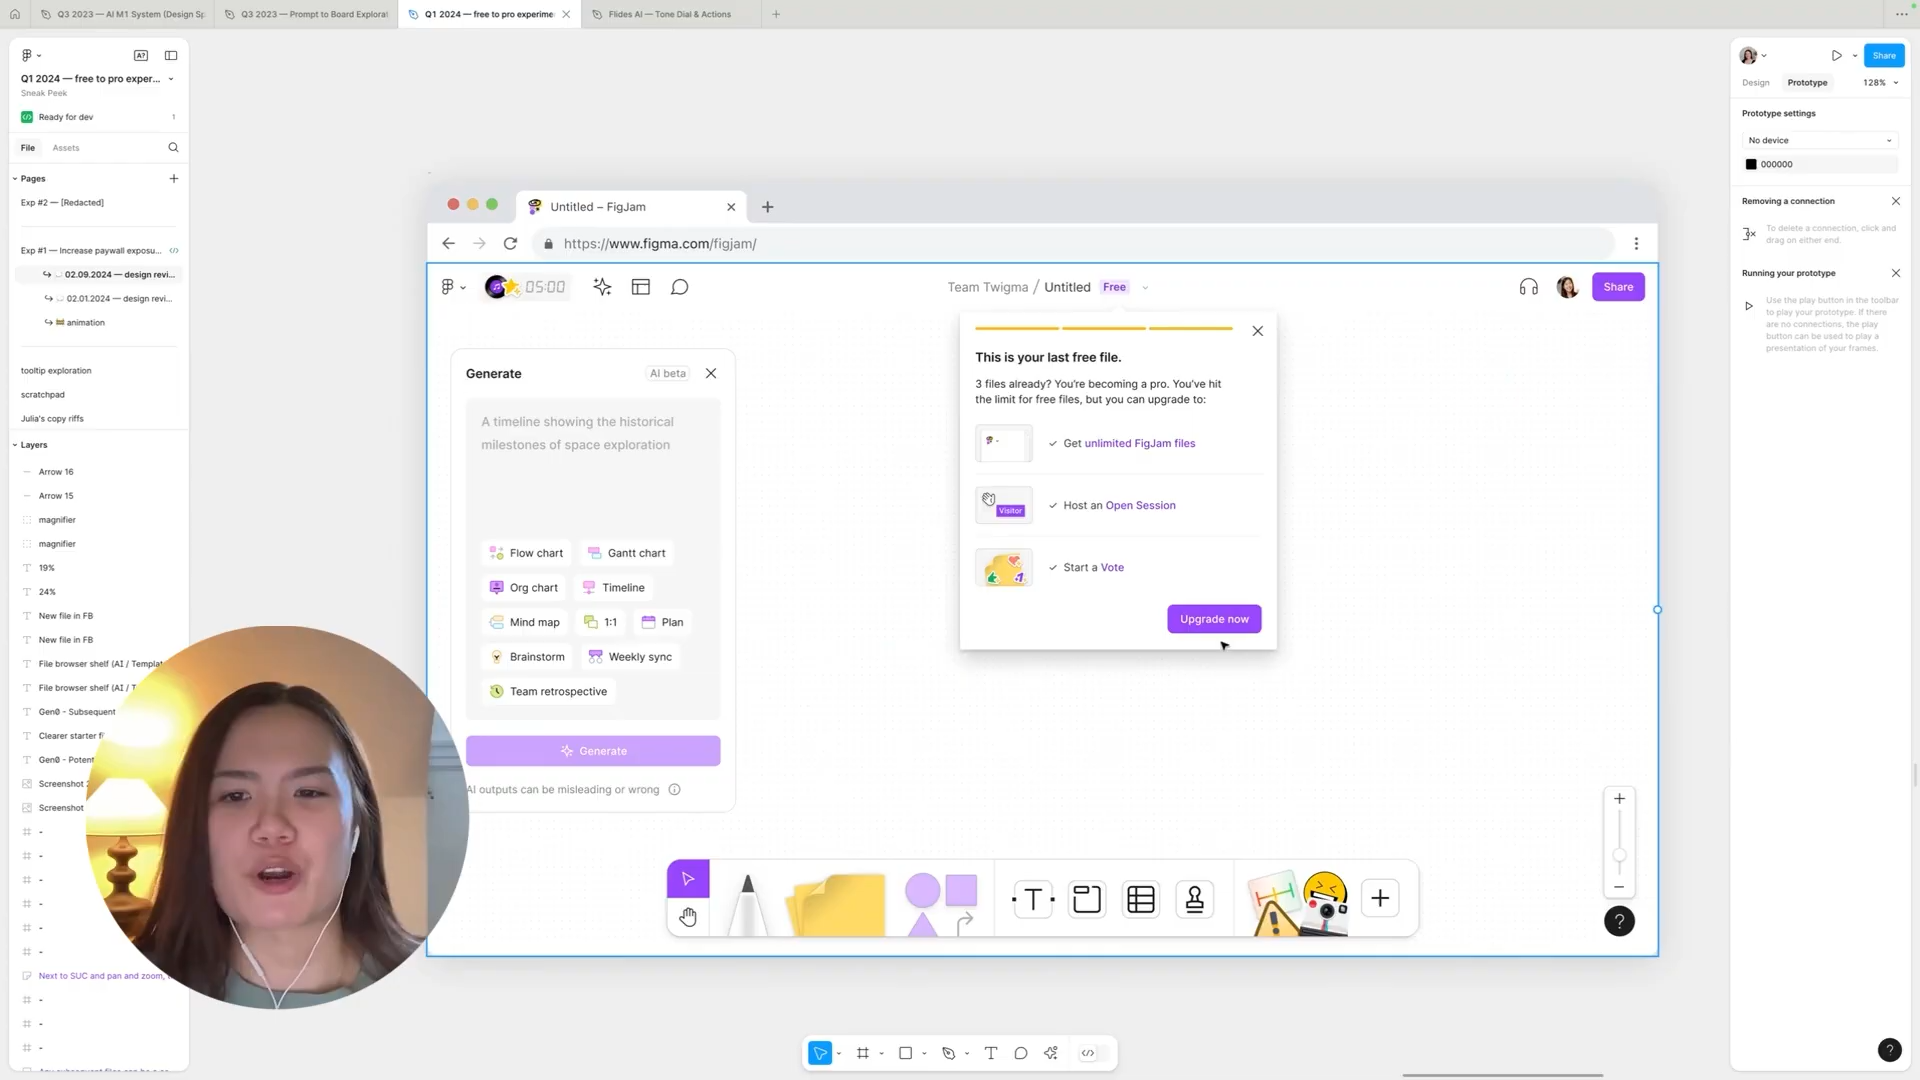 Q3 2023 — AI M1 System (Design Sp
Q3 2023 — Prompt to Board Explorat
Q1 2024 — free to pro experime
Flides AI — Tone Dial & Actions
Q1 2024 — free to pro exper...
Sneak Peek
Ready for dev
1
File
Assets
Pages
Exp #2 — [Redacted]
Exp #1 — Increase paywall exposu...
02.09.2024 — design revi...
02.01.2024 — design revi...
animation
tooltip exploration
scratchpad
Julia's copy riffs
Layers
Arrow 16
Arrow 15
magnifier
magnifier
19%
24%
New file in FB
New file in FB
File browser shelf (AI / Templat
File browser shelf (AI / T
Gen0 - Subsequent
Clearer starter fi
Gen0 - Potent
Screenshot 2
Screenshot
-
-
-
-
-
-
Next to SUC and pan and zoom,
-
-
-
Untitled – FigJam
https://www.figma.com/figjam/
05:00
Team Twigma / Untitled
Free
Share
Generate
AI beta
A timeline showing the historical
milestones of space exploration
Flow chart
Gantt chart
Org chart
Timeline
Mind map
1:1
Plan
Brainstorm
Weekly sync
Team retrospective
Generate
AI outputs can be misleading or wrong
This is your last free file.
3 files already? You're becoming a pro. You've hit
the limit for free files, but you can upgrade to:
Get unlimited FigJam files
Visitor
Host an Open Session
Start a Vote
Upgrade now
T
?
Share
Design
Prototype
128%
Prototype settings
No device
000000
Removing a connection
To delete a connection, click and
drag on either end.
Running your prototype
Use the play button in the toolbar
to play your prototype. If there
are no connections, the play
button can be used to play a
presentation of your frames.
?